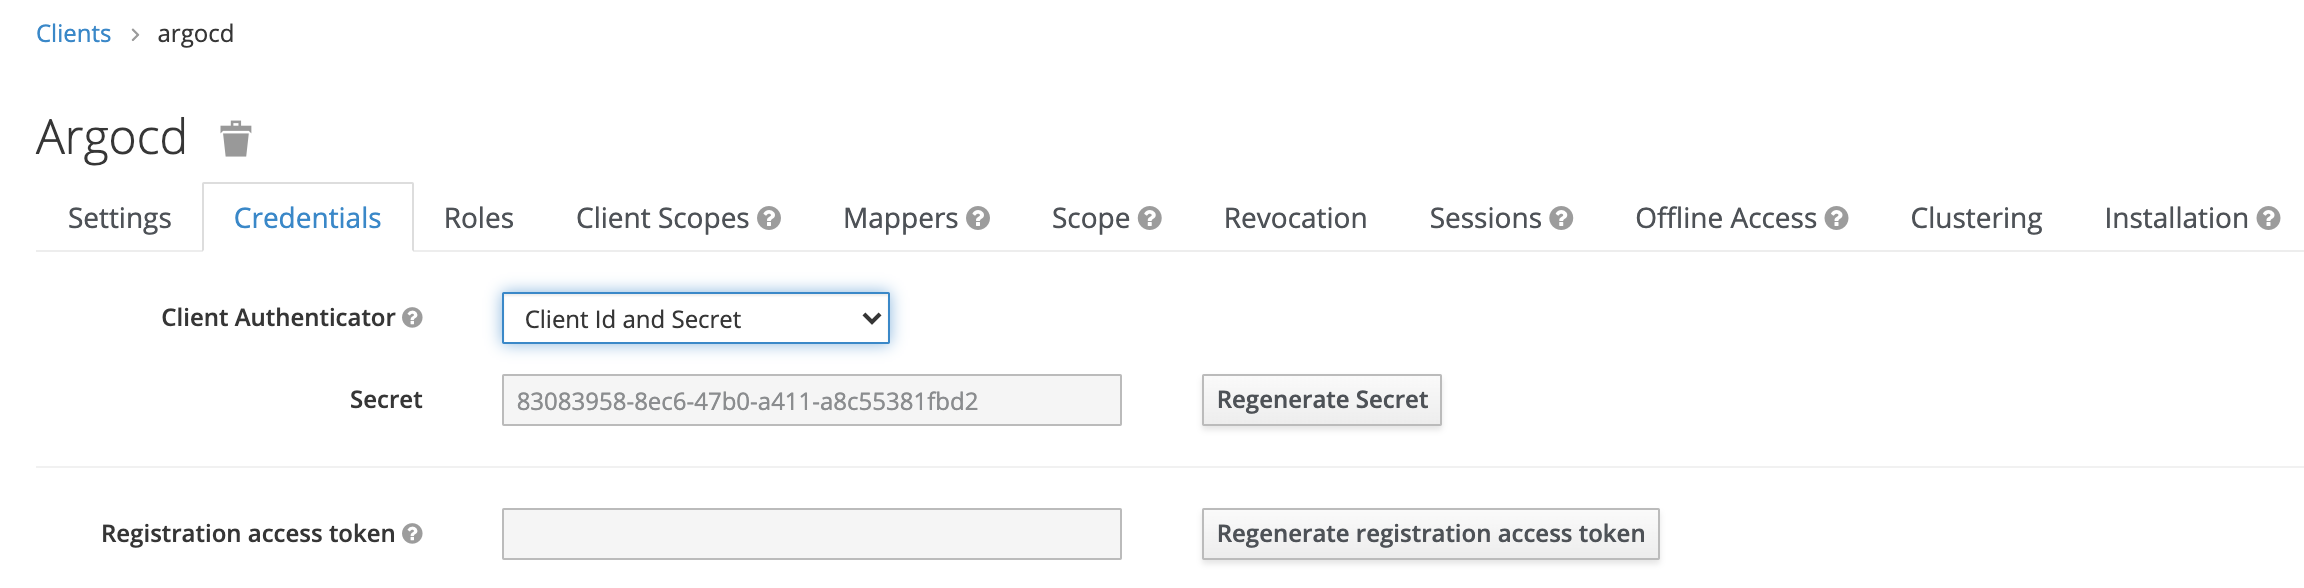 Clients > argocd
Argocd
Settings Credentials Roles Client Scopes Mappers Scope Revocation Sessions Offline Access Clustering Installation
Client Authenticator Client Id and Secret
Secret 83083958-8ec6-47b0-a411-a8c55381fbd2 Regenerate Secret
Registration access token Regenerate registration access token